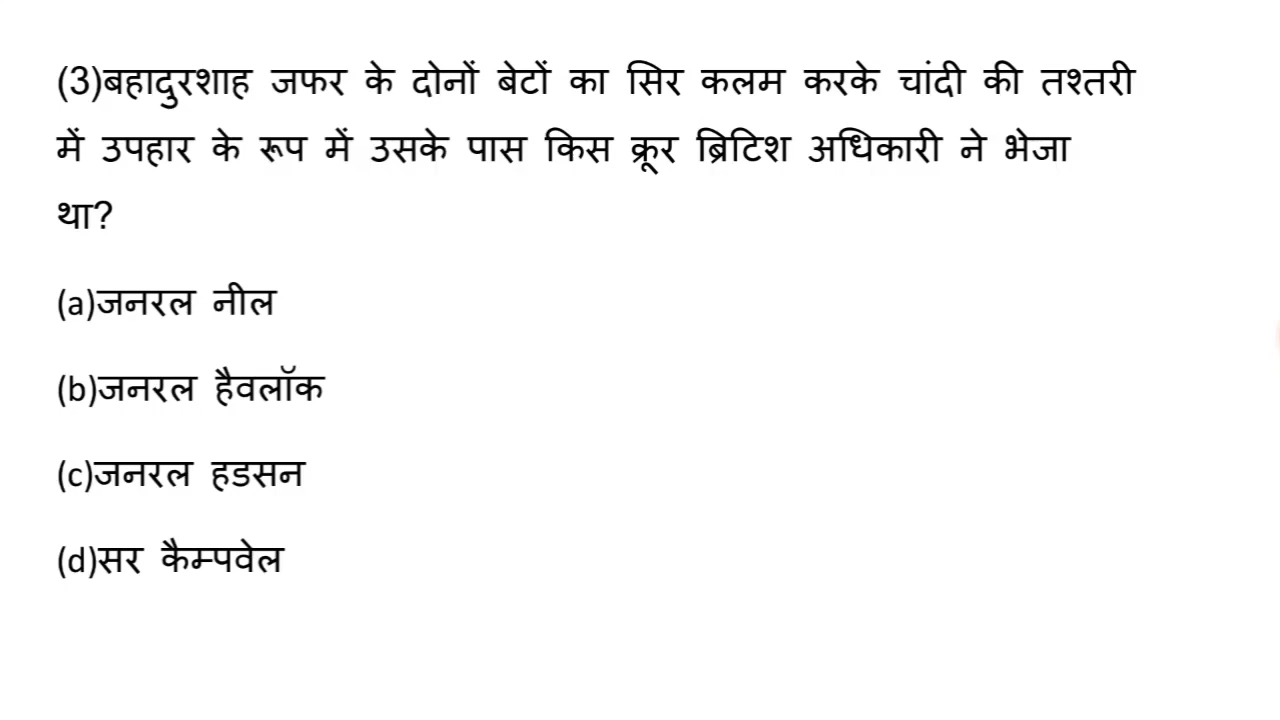 (3)बहादुरशाह जफर के दोनों बेटों का सिर कलम करके चांदी की तश्तरी
में उपहार के रूप में उसके पास किस क्रूर ब्रिटिश अधिकारी ने भेजा
था?
(a)जनरल नील
(b)जनरल हैवलॉक
(c)जनरल हडसन
(d)सर कैम्पवेल